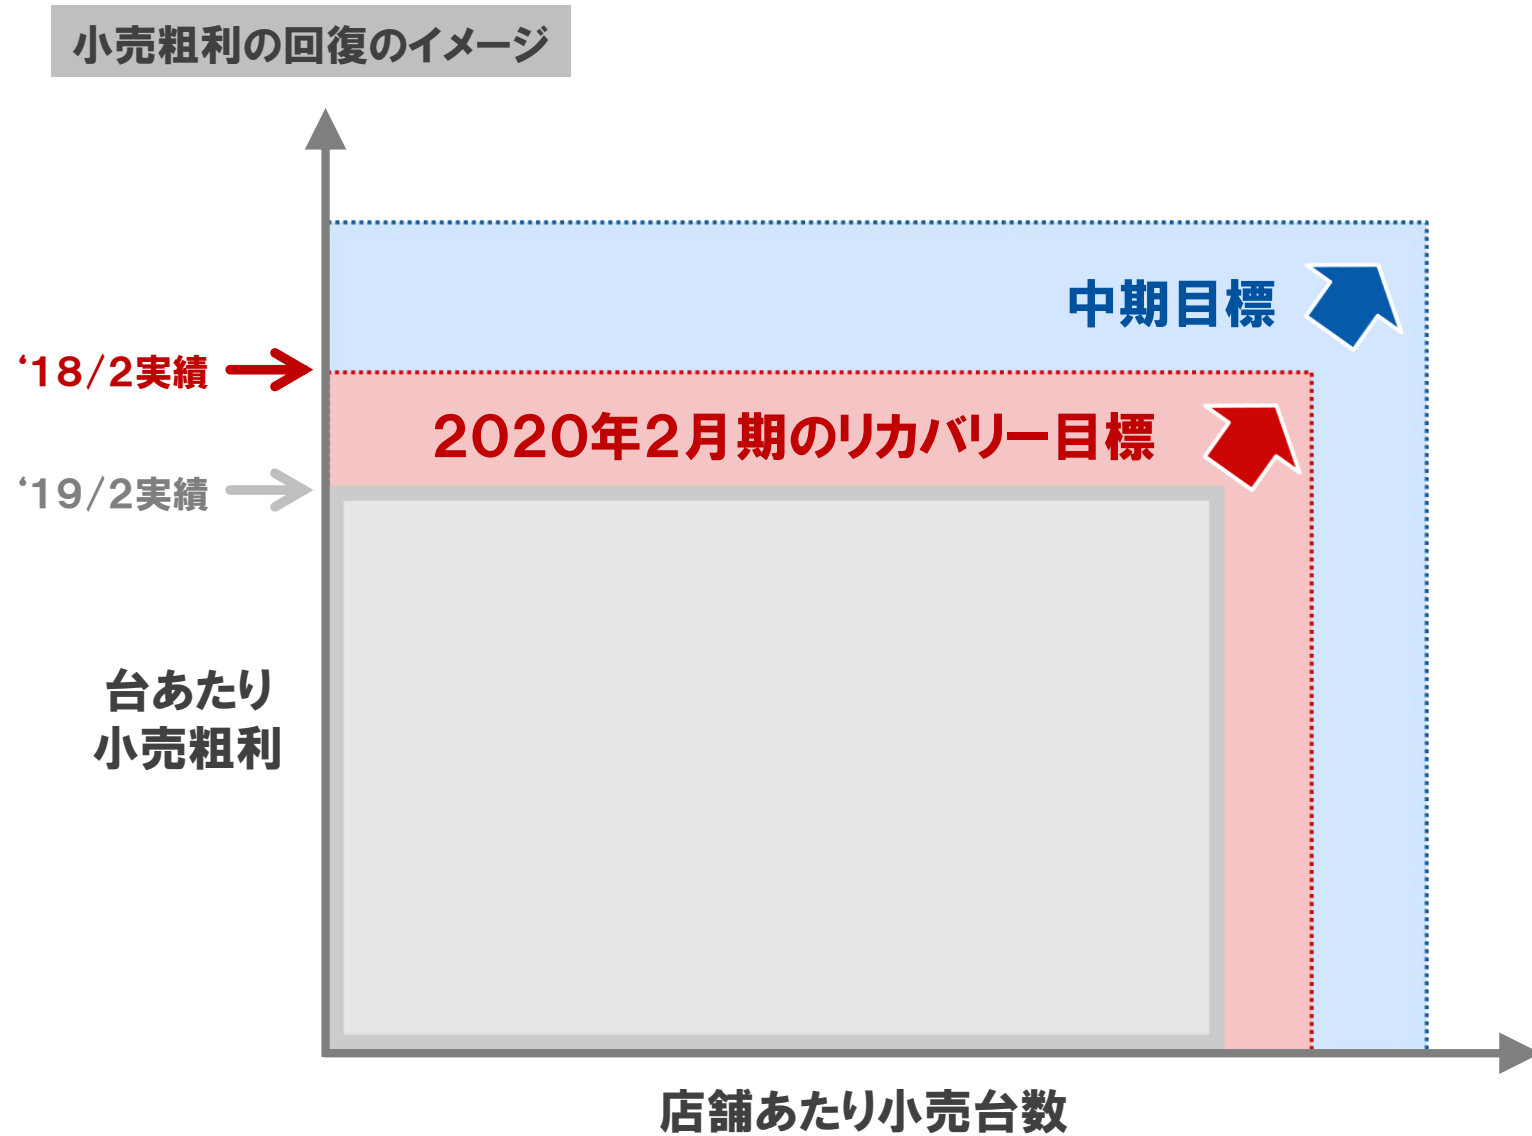 小売粗利の回復のイメージ
中期目標
‘18/2実績
2020年2月期のリカバリー目標
‘19/2実績
台あたり
小売粗利
店舗あたり小売台数